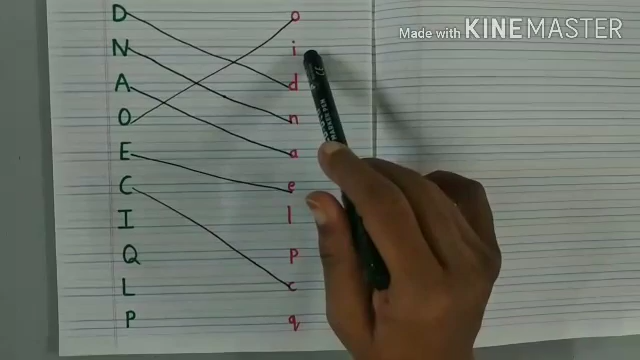 Made with KINEMASTER
D o
N i
A d
O n
E a
C e
I l
Q p
L c
P q